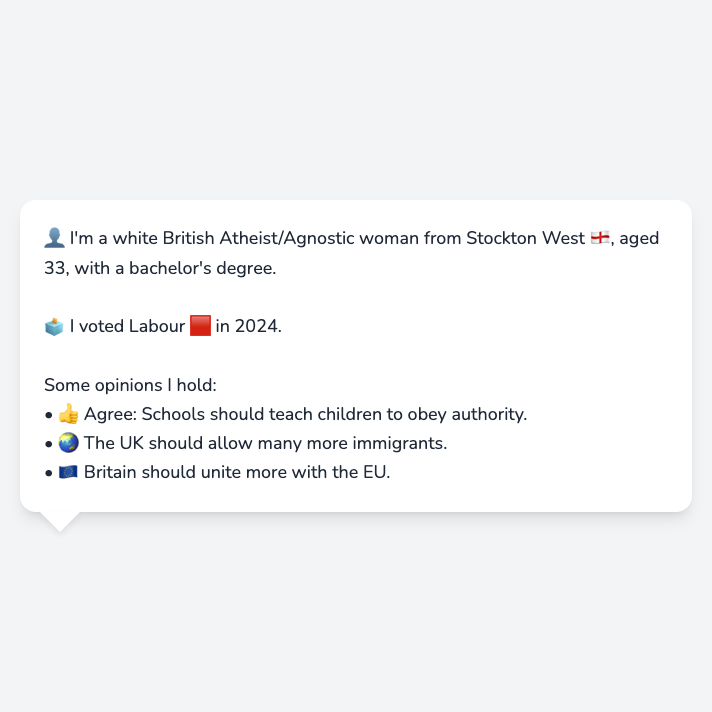 👤 I'm a white British Atheist/Agnostic woman from Stockton West 🏴󠁧󠁢󠁥󠁮󠁧󠁿, aged
33, with a bachelor's degree.
🗳️ I voted Labour 🟥 in 2024.
Some opinions I hold:
• 👍 Agree: Schools should teach children to obey authority.
• 🌏 The UK should allow many more immigrants.
• 🇪🇺 Britain should unite more with the EU.